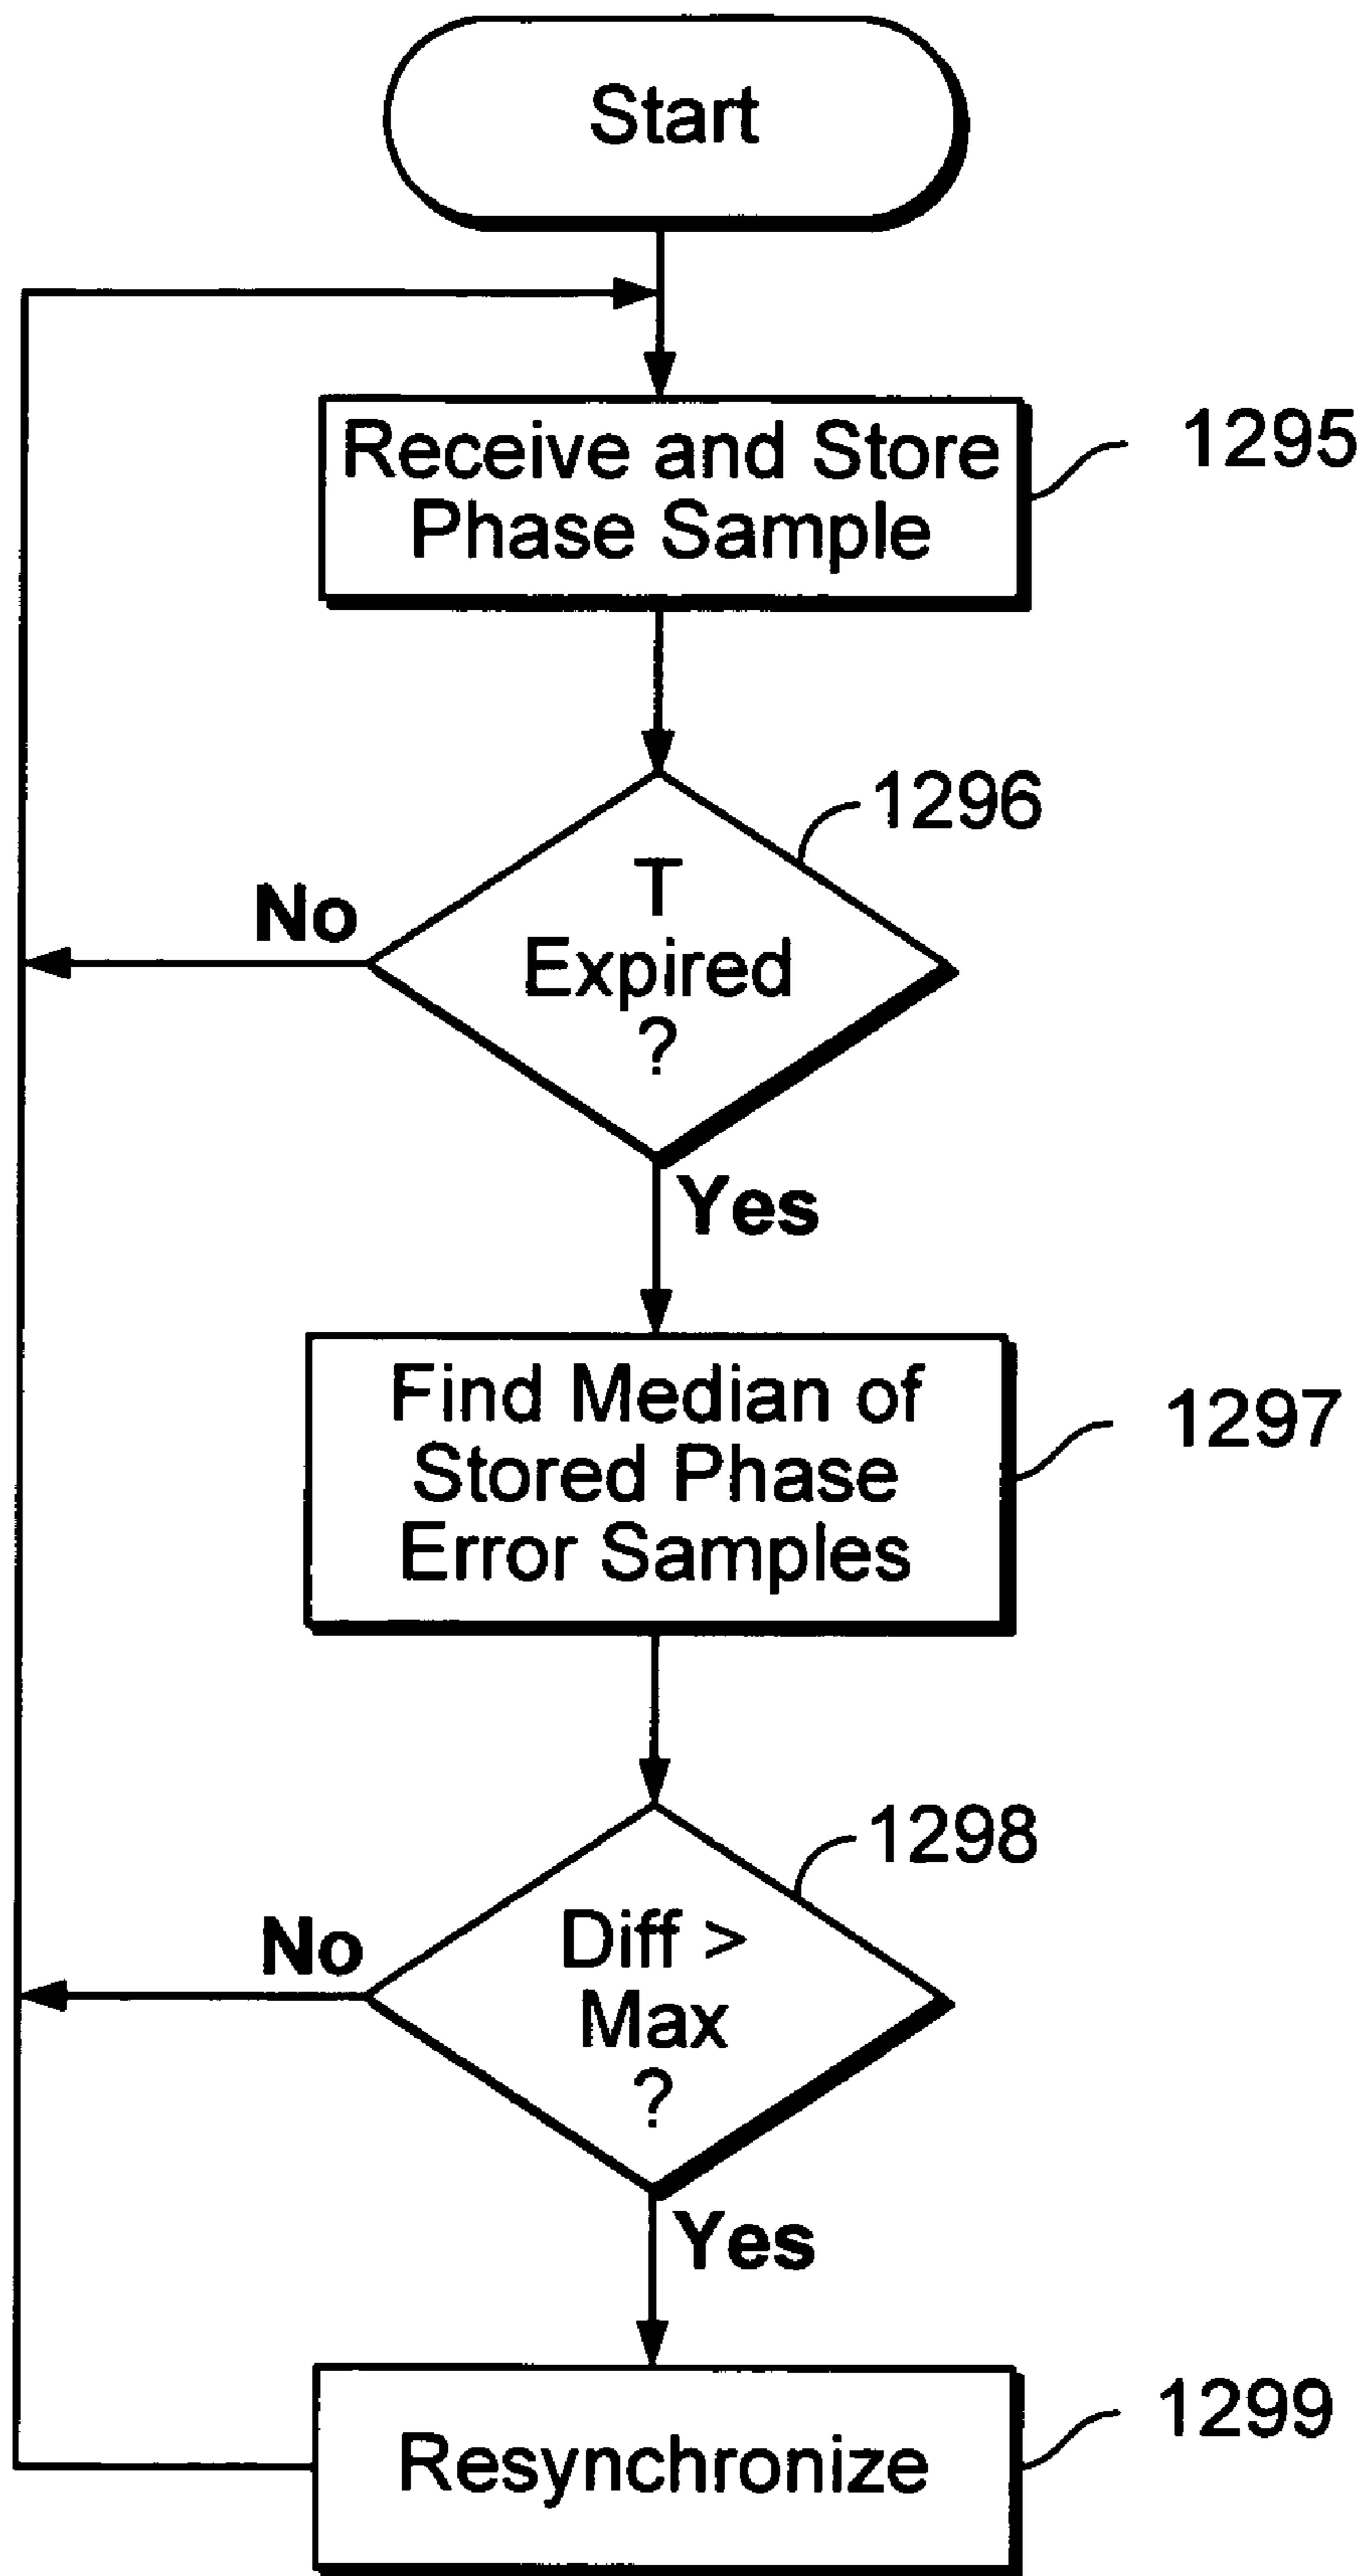 Start
Receive and Store
Phase Sample
1295
1296
T
Expired
?
No
Yes
Find Median of
Stored Phase
Error Samples
1297
1298
Diff >
Max
?
No
Yes
Resynchronize
1299